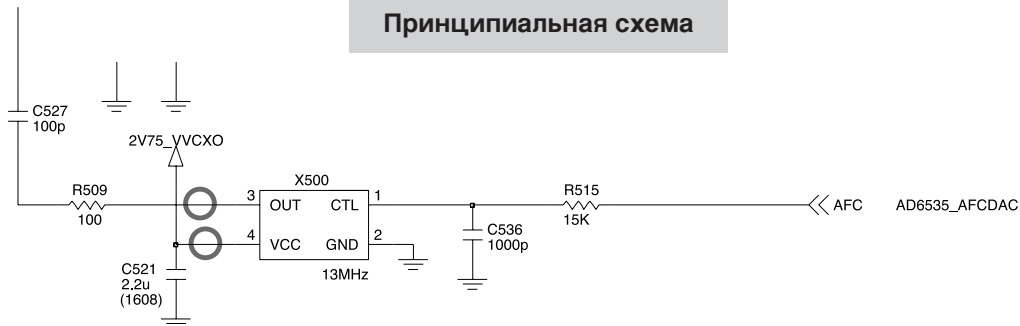 Принципиальная схема
C527
100p
2V75_VVCXO
R509
100
X500
3
OUT
CTL
1
4
VCC
GND
2
13MHz
C521
2.2u
(1608)
C536
1000p
R515
15K
AFC
AD6535_AFCDAC